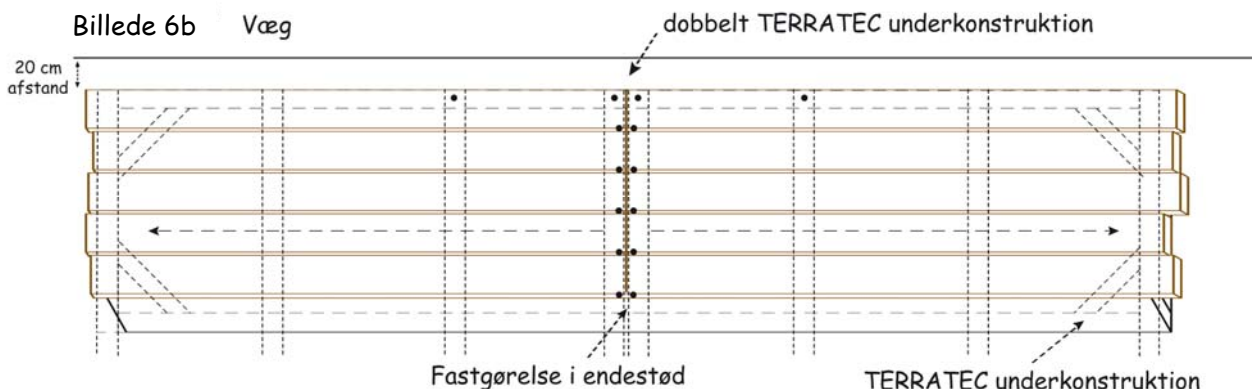 Billede 6b
Væg
dobbelt TERRATEC underkonstruktion
20 cm
afstand
Fastgørelse i endestød
TERRATEC underkonstruktion